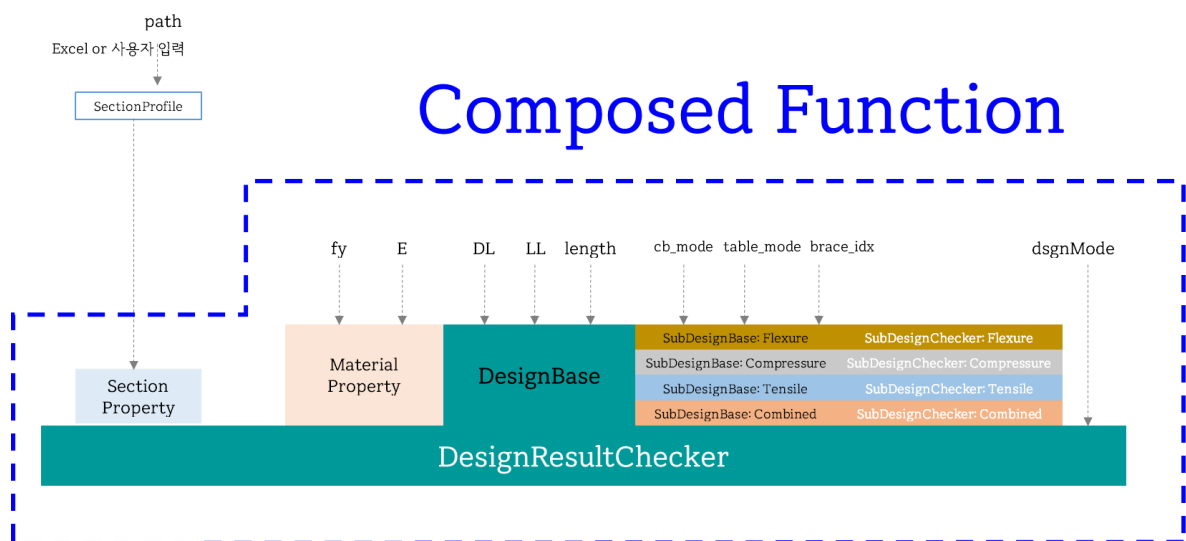 path
Excel or 사용자 입력
SectionProfile
Composed Function
fy
E
DL
LL
length
cb_mode
table_mode
brace_idx
dsgnMode
Section
Property
Material
Property
DesignBase
SubDesignBase: Flexure
SubDesignChecker: Flexure
SubDesignBase: Compressure
SubDesignChecker: Compressure
SubDesignBase: Tensile
SubDesignChecker: Tensile
SubDesignBase: Combined
SubDesignChecker: Combined
DesignResultChecker